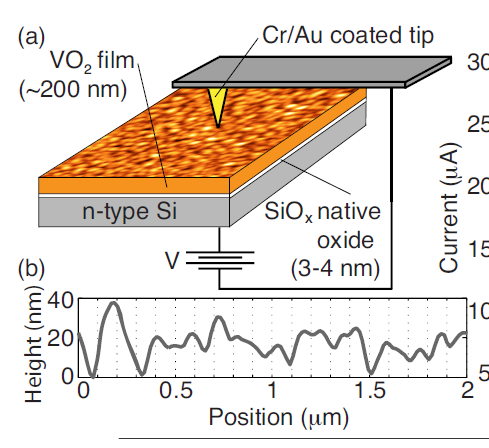 (a)
Cr/Au coated tip
VO₂ film
(~200 nm)
n-type Si
SiOₓ native
oxide
(3-4 nm)
V
30
25
20
15
10
5
Current (µA)
(b)
Height (nm)
40
20
0
0 0.5 1 1.5 2
Position (µm)